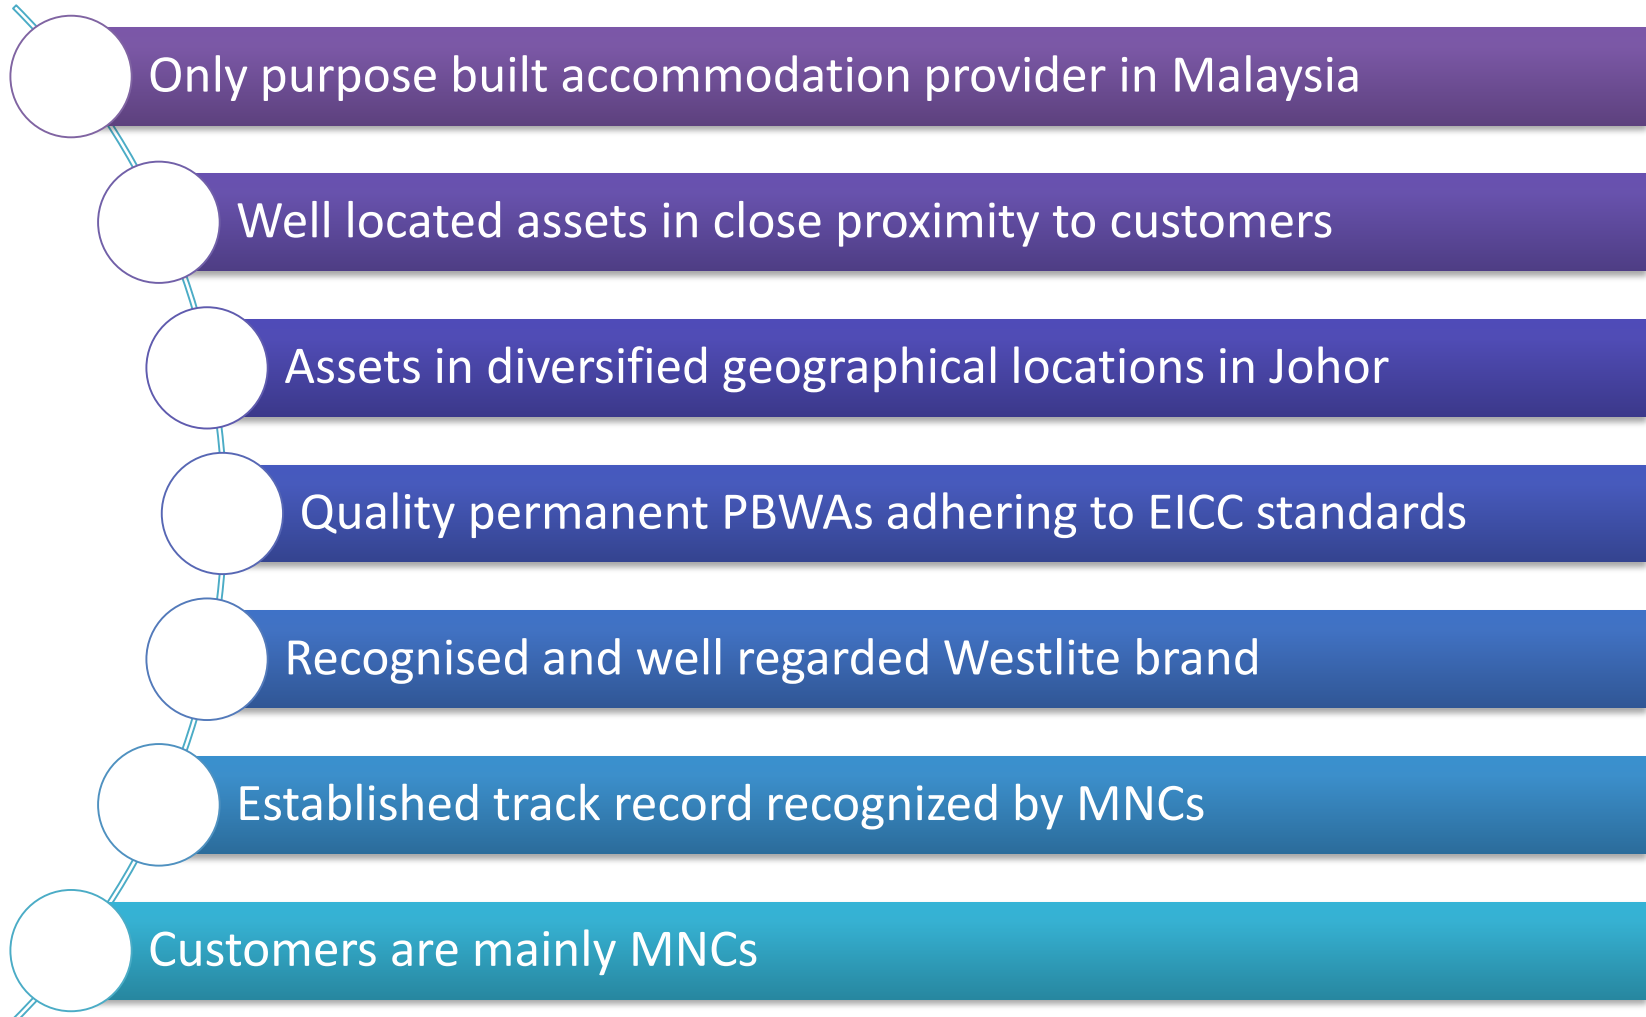 Only purpose built accommodation provider in Malaysia
Well located assets in close proximity to customers
Assets in diversified geographical locations in Johor
Quality permanent PBWAs adhering to EICC standards
Recognised and well regarded Westlite brand
Established track record recognized by MNCs
Customers are mainly MNCs